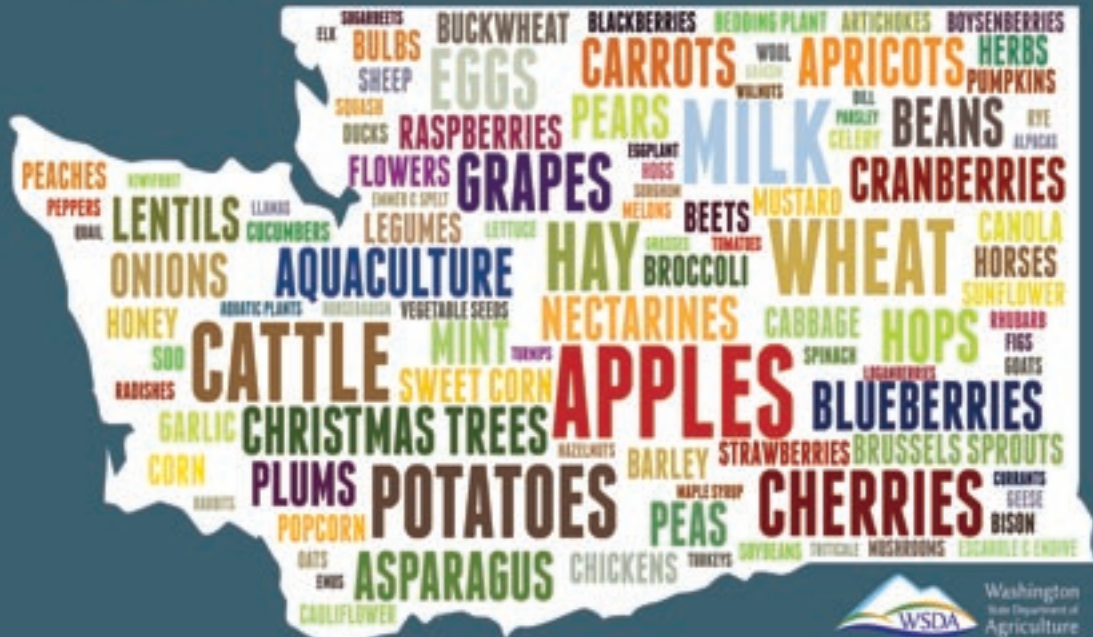 SUGARBEETS
ELK
BULBS
BUCKWHEAT
BLACKBERRIES
BEDDING PLANT
ARTICHOKES
BOYSENBERRIES
SHEEP
EGGS
CARROTS
WOOL
APRICOTS
HERBS
PUMPKINS
WALNUTS
SQUASH
DUCKS
RASPBERRIES
PEARS
MILK
DILL
PARSLEY
CELERY
BEANS
RYE
ALPACAS
PEACHES
KIWIFRUIT
FLOWERS
GRAPES
EGGPLANT
HOGS
SORGHUM
CRANBERRIES
PEPPERS
QUAIL
LENTILS
LLAMAS
CUCUMBERS
EMMER & SPELT
LEGUMES
LETTUCE
MELONS
BEETS
MUSTARD
CANOLA
ONIONS
AQUACULTURE
HAY
GRASSES
TOMATOES
BROCCOLI
WHEAT
HORSES
SUNFLOWER
HONEY
AQUATIC PLANTS
HORSERADISH
VEGETABLE SEEDS
NECTARINES
CABBAGE
HOPS
RHUBARB
FIGS
GOATS
SOD
CATTLE
MINT
TURNIPS
SPINACH
LOGANBERRIES
RADISHES
SWEET CORN
APPLES
BLUEBERRIES
GARLIC
CHRISTMAS TREES
HAZELNUTS
BARLEY
STRAWBERRIES
BRUSSELS SPROUTS
CORN
RABBITS
PLUMS
POTATOES
MAPLE SYRUP
CHERRIES
CURRANTS
GEESE
BISON
POPCORN
PEAS
OATS
EMUS
ASPARAGUS
CHICKENS
TURKEYS
SOYBEANS
TRITICALE
MUSHROOMS
ESCAROLE & ENDIVE
CAULIFLOWER
WSDA
Washington
State Department of
Agriculture